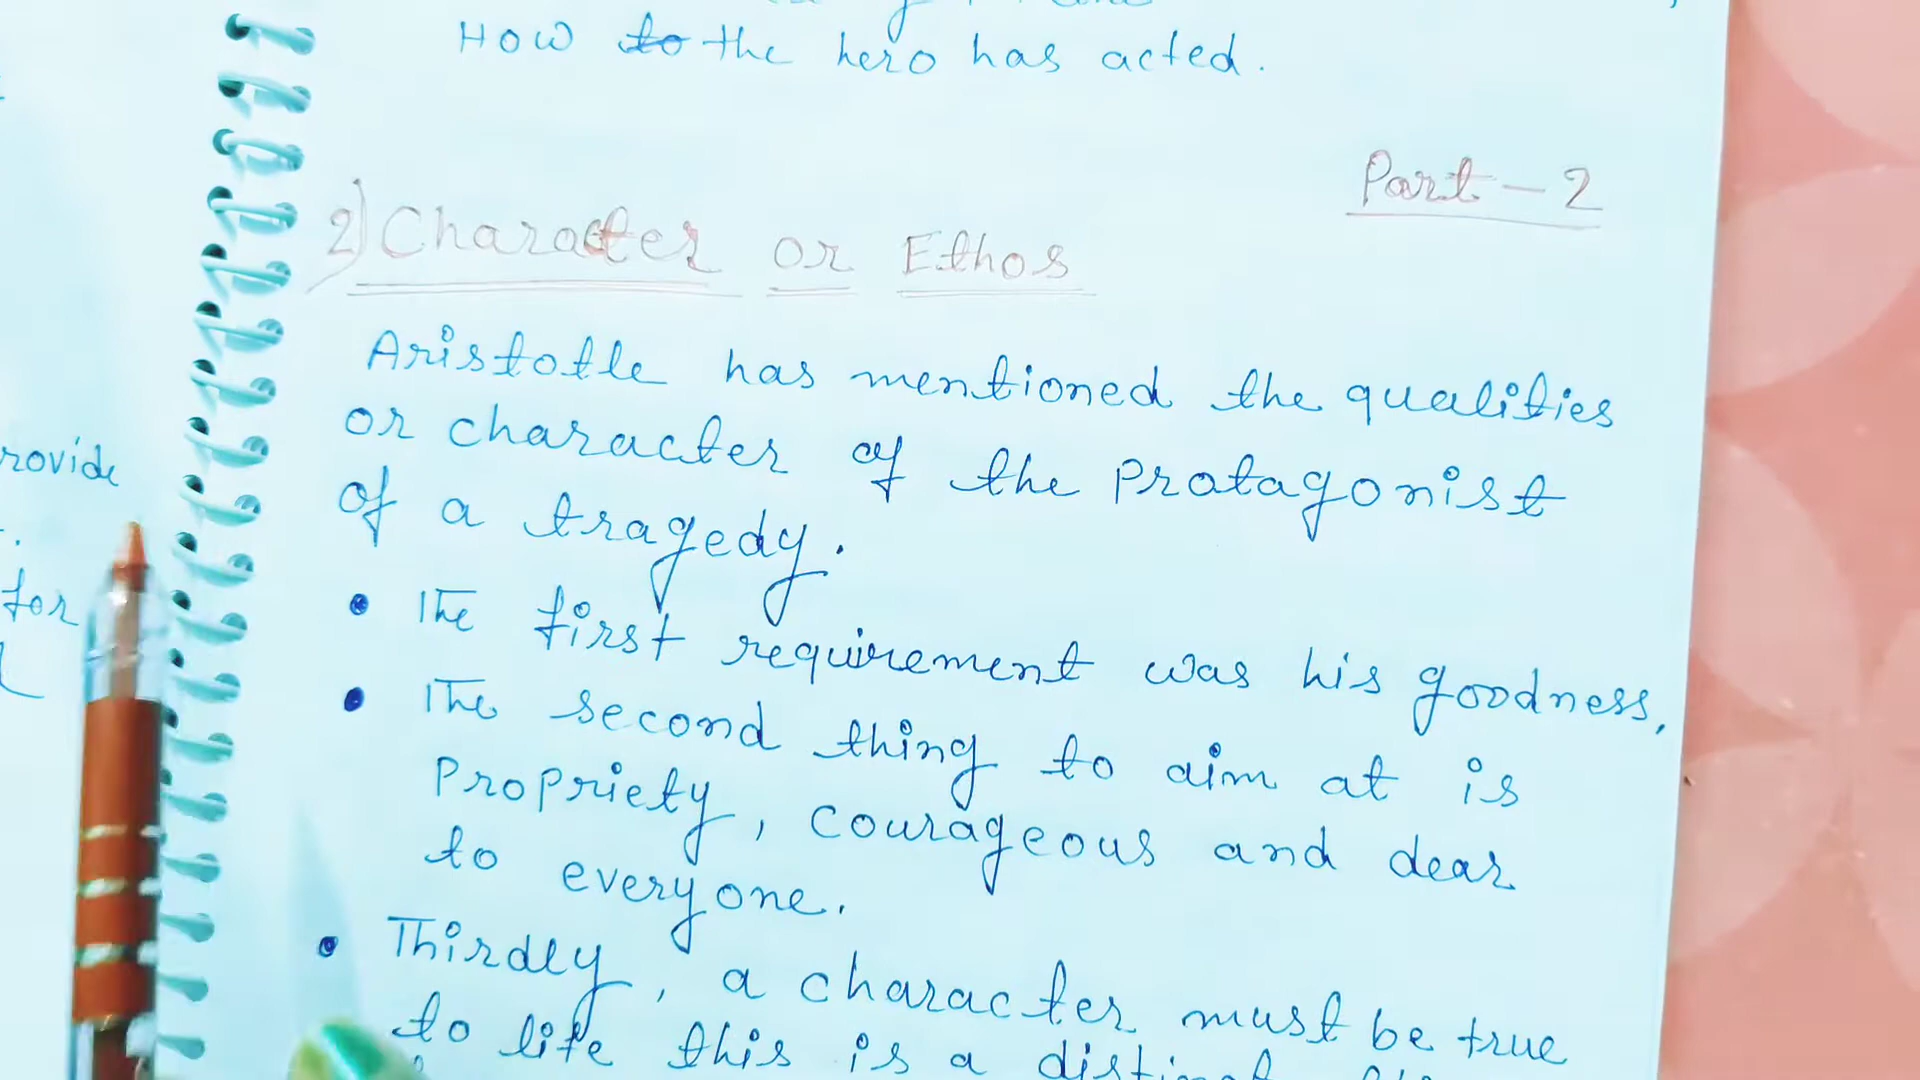 How to the hero has acted.
Part - 2
2) Character or Ethos
Aristotle has mentioned the qualities
or character of the Protagonist
of a tragedy.
• The first requirement was his goodness,
• The second thing to aim at is
Propriety, courageous and dear
to everyone.
• Thirdly, a character must be true
to life this is a
rovide
for